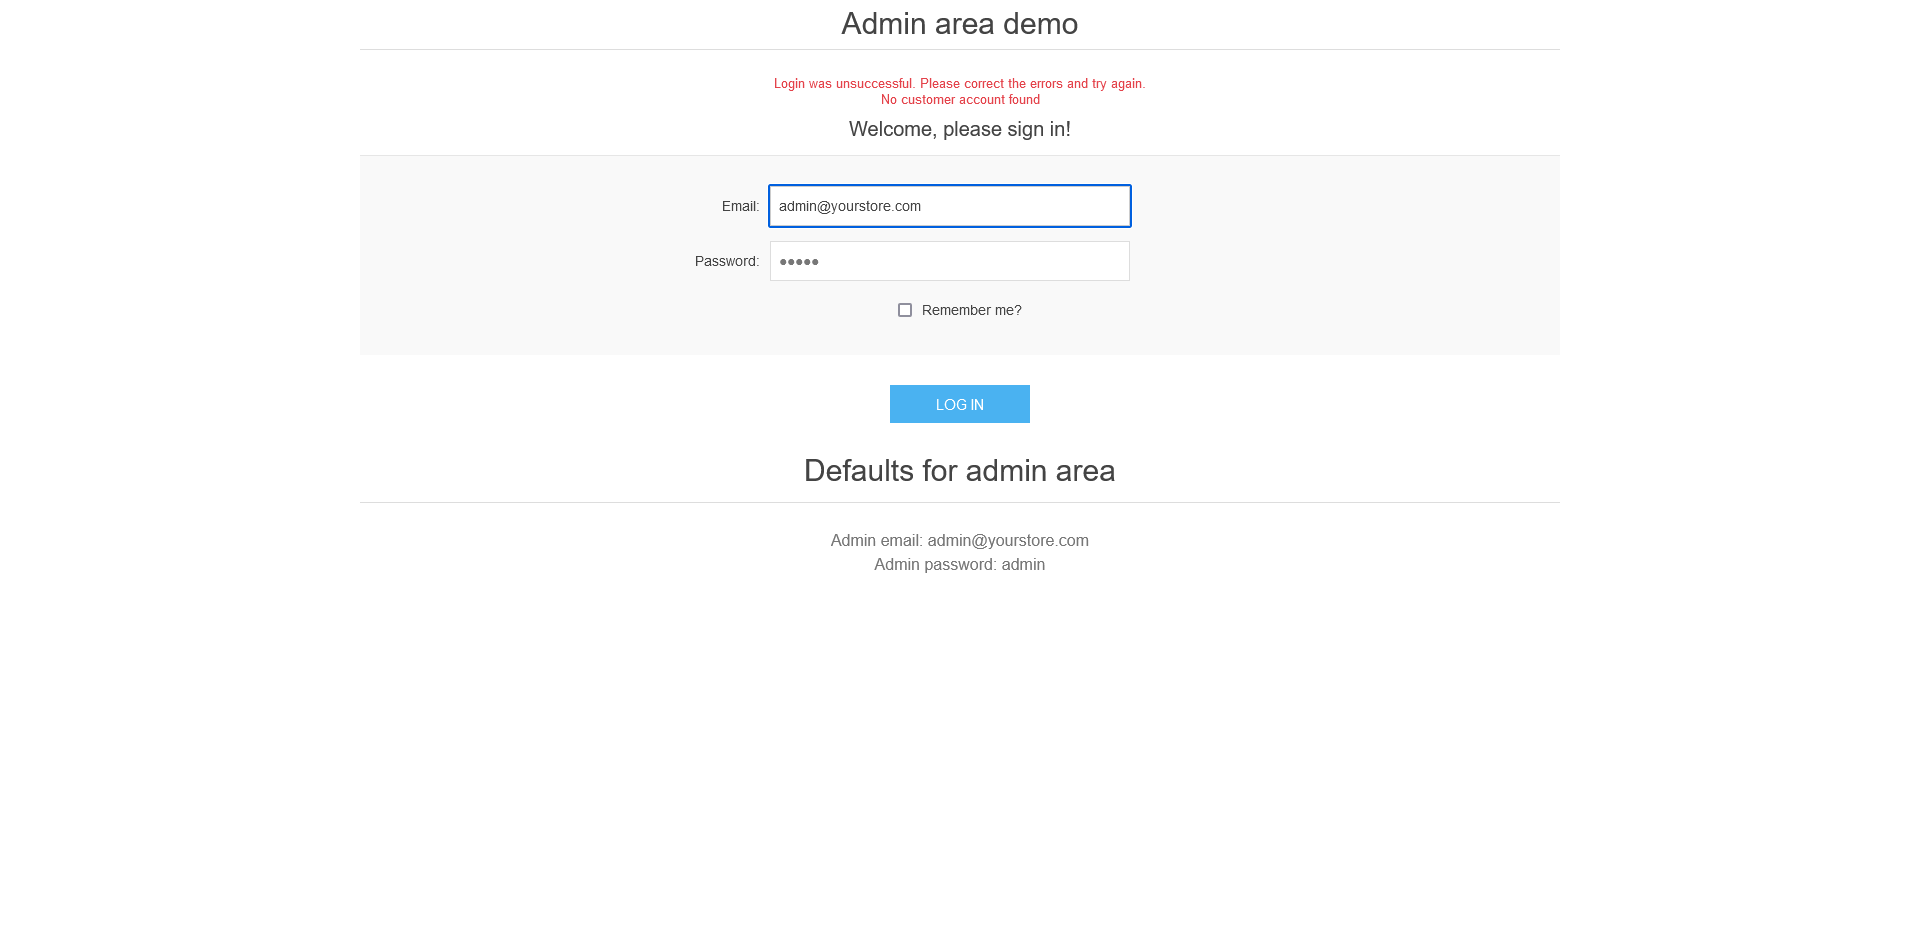 Admin area demo
Login was unsuccessful. Please correct the errors and try again.
No customer account found
Welcome, please sign in!
Email: admin@yourstore.com
Password: •••••
Remember me?
LOG IN
Defaults for admin area
Admin email: admin@yourstore.com
Admin password: admin